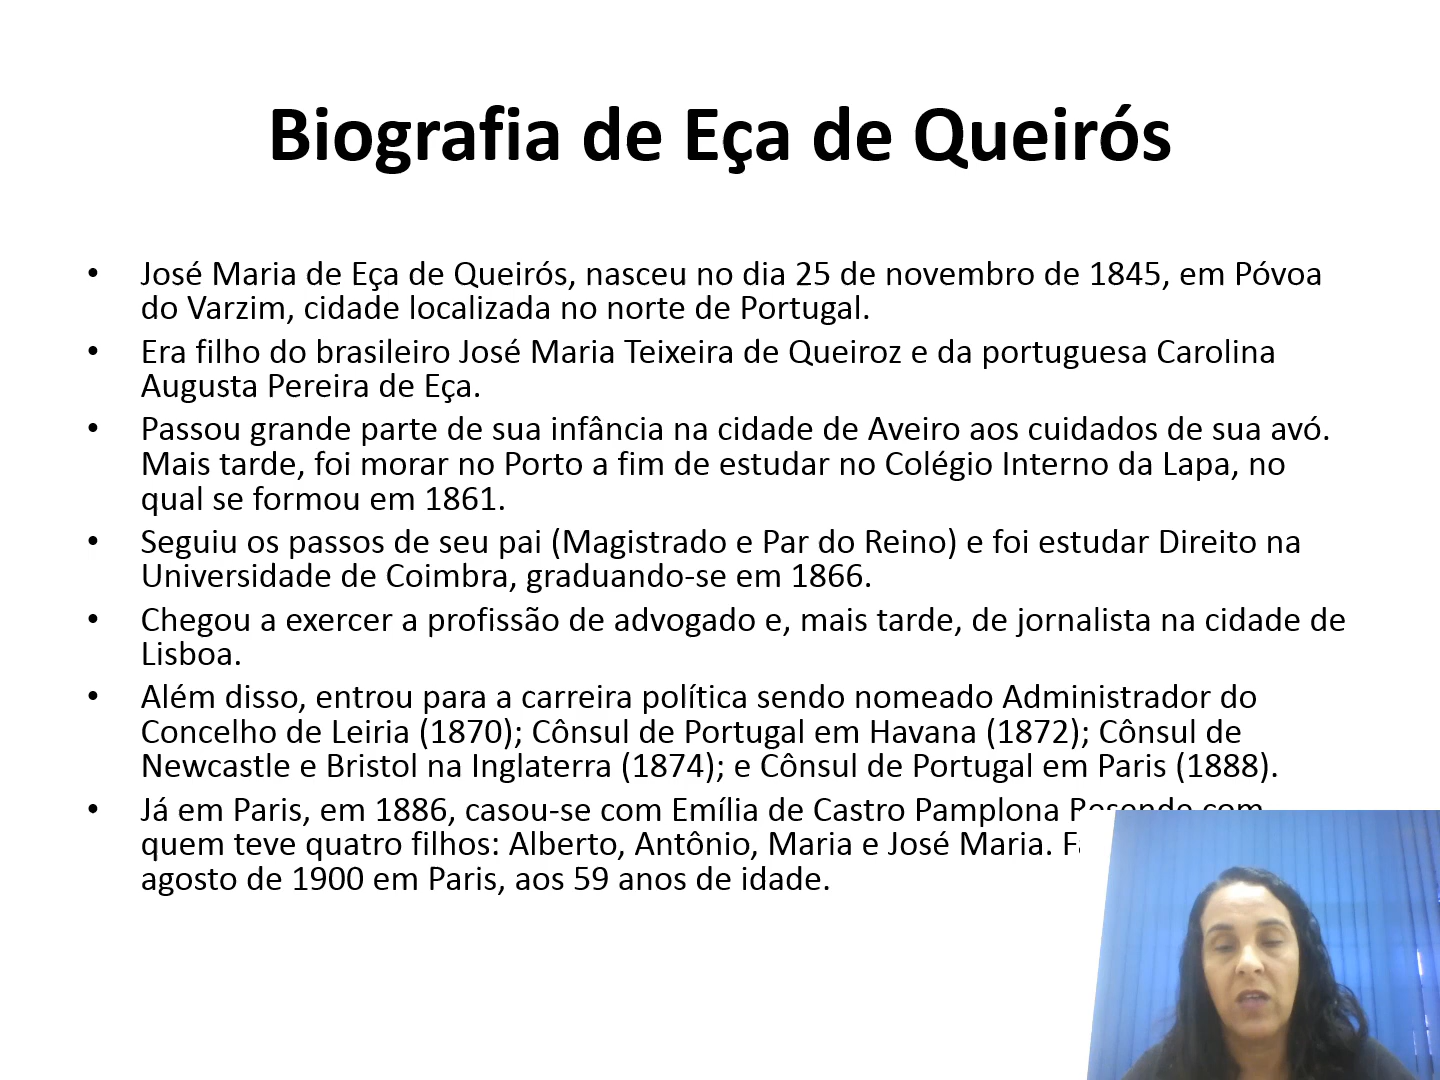 Biografia de Eça de Queirós
• José Maria de Eça de Queirós, nasceu no dia 25 de novembro de 1845, em Póvoa
do Varzim, cidade localizada no norte de Portugal.
• Era filho do brasileiro José Maria Teixeira de Queiroz e da portuguesa Carolina
Augusta Pereira de Eça.
• Passou grande parte de sua infância na cidade de Aveiro aos cuidados de sua avó.
Mais tarde, foi morar no Porto a fim de estudar no Colégio Interno da Lapa, no
qual se formou em 1861.
• Seguiu os passos de seu pai (Magistrado e Par do Reino) e foi estudar Direito na
Universidade de Coimbra, graduando-se em 1866.
• Chegou a exercer a profissão de advogado e, mais tarde, de jornalista na cidade de
Lisboa.
• Além disso, entrou para a carreira política sendo nomeado Administrador do
Concelho de Leiria (1870); Cônsul de Portugal em Havana (1872); Cônsul de
Newcastle e Bristol na Inglaterra (1874); e Cônsul de Portugal em Paris (1888).
• Já em Paris, em 1886, casou-se com Emília de Castro Pamplona Resende com
quem teve quatro filhos: Alberto, Antônio, Maria e José Maria.
agosto de 1900 em Paris, aos 59 anos de idade.